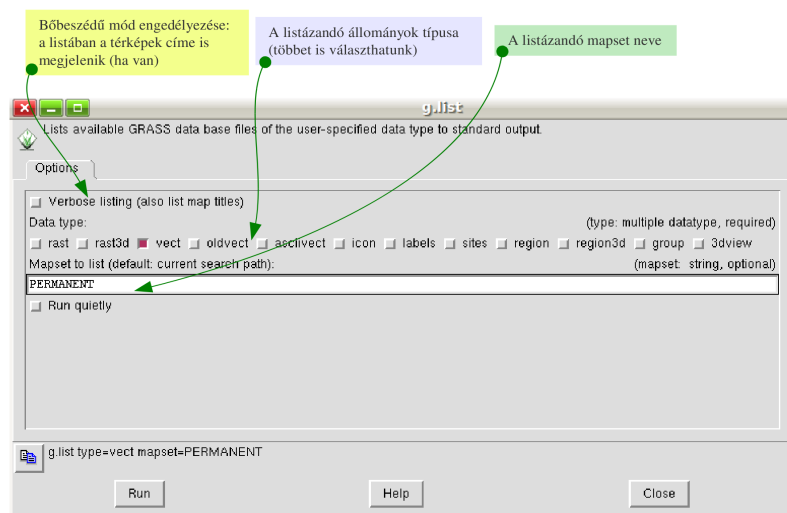 Bőbeszédű mód engedélyezése:
a listában a térképek címe is
megjelenik (ha van)
A listázandó állományok típusa
(többet is választhatunk)
A listázandó mapset neve
g.list
Lists available GRASS data base files of the user-specified data type to standard output.
Options
Verbose listing (also list map titles)
Data type: (type: multiple datatype, required)
rast rast3d vect oldvect asciivect icon labels sites region region3d group 3dview
Mapset to list (default: current search path): (mapset: string, optional)
PERMANENT
Run quietly
g.list type=vect mapset=PERMANENT
Run Help Close